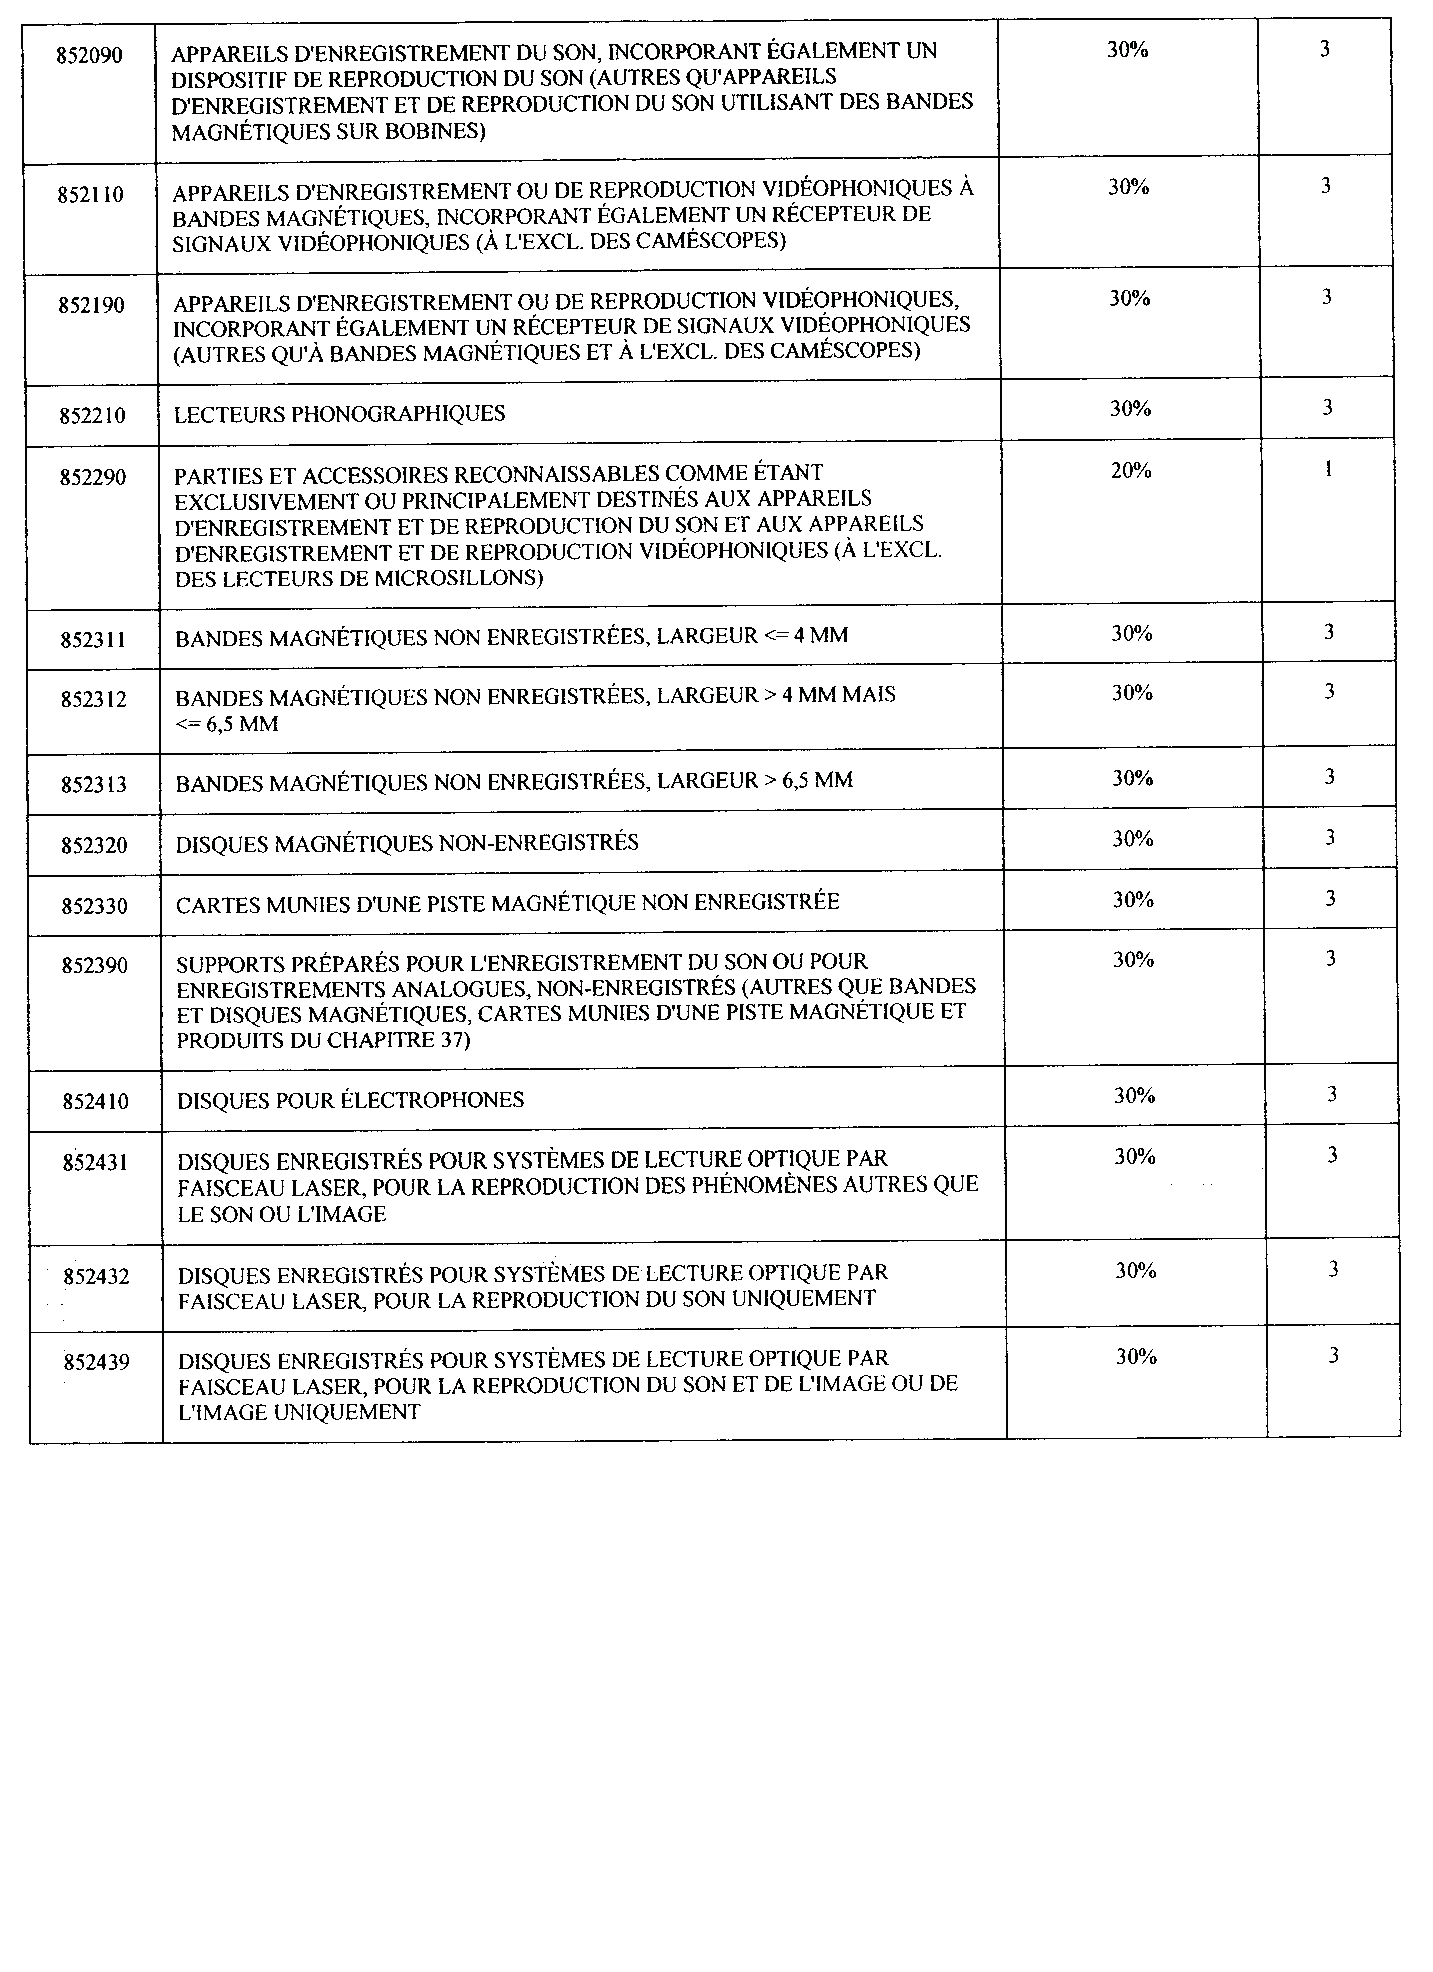 852090 APPAREILS D'ENREGISTREMENT DU SON, INCORPORANT ÉGALEMENT UN 30% 3
DISPOSITIF DE REPRODUCTION DU SON (AUTRES QU'APPAREILS
D'ENREGISTREMENT ET DE REPRODUCTION DU SON UTILISANT DES BANDES
MAGNÉTIQUES SUR BOBINES)
852110 APPAREILS D'ENREGISTREMENT OU DE REPRODUCTION VIDÉOPHONIQUES À 30% 3
BANDES MAGNÉTIQUES, INCORPORANT ÉGALEMENT UN RÉCEPTEUR DE
SIGNAUX VIDÉOPHONIQUES (À L'EXCL. DES CAMÉSCOPES)
852190 APPAREILS D'ENREGISTREMENT OU DE REPRODUCTION VIDÉOPHONIQUES, 30% 3
INCORPORANT ÉGALEMENT UN RÉCEPTEUR DE SIGNAUX VIDÉOPHONIQUES
(AUTRES QU'À BANDES MAGNÉTIQUES ET À L'EXCL. DES CAMÉSCOPES)
852210 LECTEURS PHONOGRAPHIQUES 30% 3
852290 PARTIES ET ACCESSOIRES RECONNAISSABLES COMME ÉTANT 20% 1
EXCLUSIVEMENT OU PRINCIPALEMENT DESTINÉS AUX APPAREILS
D'ENREGISTREMENT ET DE REPRODUCTION DU SON ET AUX APPAREILS
D'ENREGISTREMENT ET DE REPRODUCTION VIDÉOPHONIQUES (À L'EXCL.
DES LECTEURS DE MICROSILLONS)
852311 BANDES MAGNÉTIQUES NON ENREGISTRÉES, LARGEUR <= 4 MM 30% 3
852312 BANDES MAGNÉTIQUES NON ENREGISTRÉES, LARGEUR > 4 MM MAIS 30% 3
<= 6,5 MM
852313 BANDES MAGNÉTIQUES NON ENREGISTRÉES, LARGEUR > 6,5 MM 30% 3
852320 DISQUES MAGNÉTIQUES NON-ENREGISTRÉS 30% 3
852330 CARTES MUNIES D'UNE PISTE MAGNÉTIQUE NON ENREGISTRÉE 30% 3
852390 SUPPORTS PRÉPARÉS POUR L'ENREGISTREMENT DU SON OU POUR 30% 3
ENREGISTREMENTS ANALOGUES, NON-ENREGISTRÉS (AUTRES QUE BANDES
ET DISQUES MAGNÉTIQUES, CARTES MUNIES D'UNE PISTE MAGNÉTIQUE ET
PRODUITS DU CHAPITRE 37)
852410 DISQUES POUR ÉLECTROPHONES 30% 3
852431 DISQUES ENREGISTRÉS POUR SYSTÈMES DE LECTURE OPTIQUE PAR 30% 3
FAISCEAU LASER, POUR LA REPRODUCTION DES PHÉNOMÈNES AUTRES QUE
LE SON OU L'IMAGE
852432 DISQUES ENREGISTRÉS POUR SYSTÈMES DE LECTURE OPTIQUE PAR 30% 3
FAISCEAU LASER, POUR LA REPRODUCTION DU SON UNIQUEMENT
852439 DISQUES ENREGISTRÉS POUR SYSTÈMES DE LECTURE OPTIQUE PAR 30% 3
FAISCEAU LASER, POUR LA REPRODUCTION DU SON ET DE L'IMAGE OU DE
L'IMAGE UNIQUEMENT